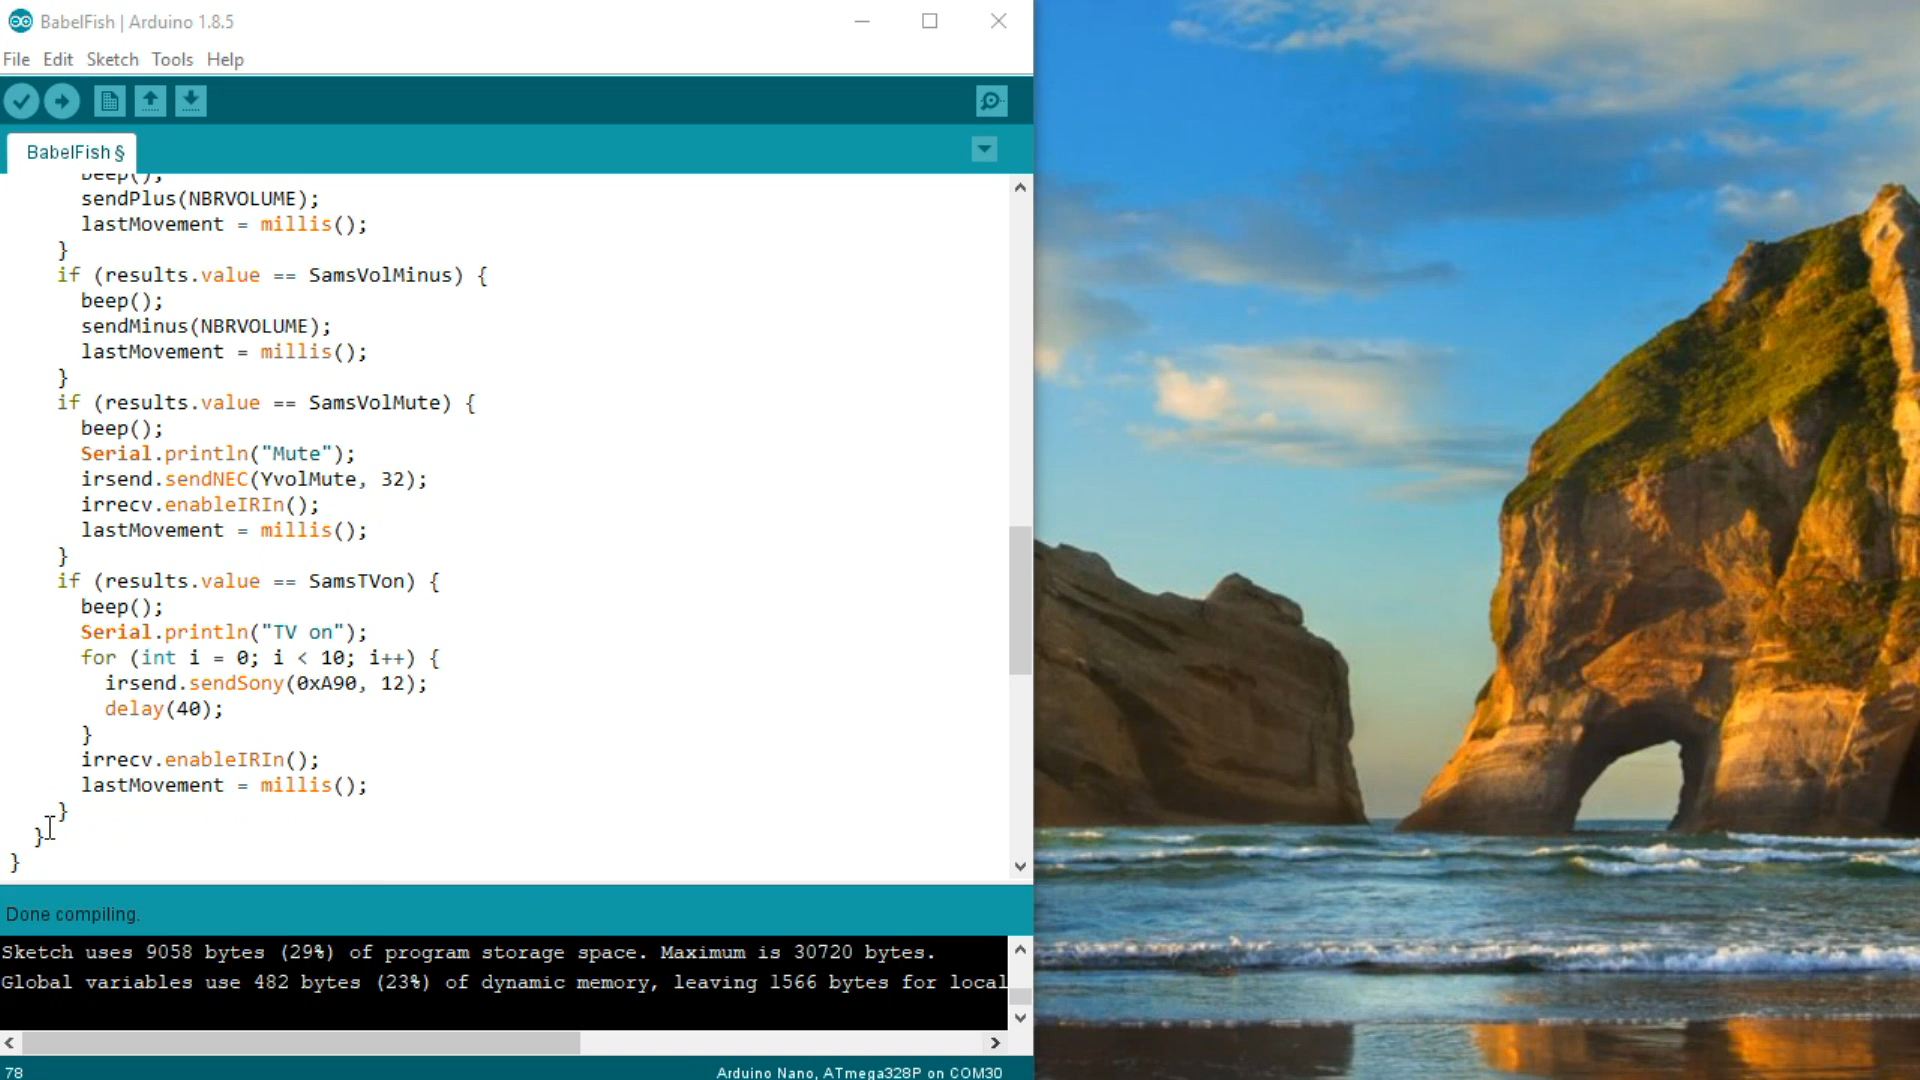 BabelFish | Arduino 1.8.5
File Edit Sketch Tools Help
BabelFish §
beep();
sendPlus(NBRVOLUME);
lastMovement = millis();
}
if (results.value == SamsVolMinus) {
beep();
sendMinus(NBRVOLUME);
lastMovement = millis();
}
if (results.value == SamsVolMute) {
beep();
Serial.println("Mute");
irsend.sendNEC(YvolMute, 32);
irrecv.enableIRIn();
lastMovement = millis();
}
if (results.value == SamsTVon) {
beep();
Serial.println("TV on");
for (int i = 0; i < 10; i++) {
irsend.sendSony(0xA90, 12);
delay(40);
}
irrecv.enableIRIn();
lastMovement = millis();
}
}
}
Done compiling.
Sketch uses 9058 bytes (29%) of program storage space. Maximum is 30720 bytes.
Global variables use 482 bytes (23%) of dynamic memory, leaving 1566 bytes for local
78
Arduino Nano, ATmega328P on COM30